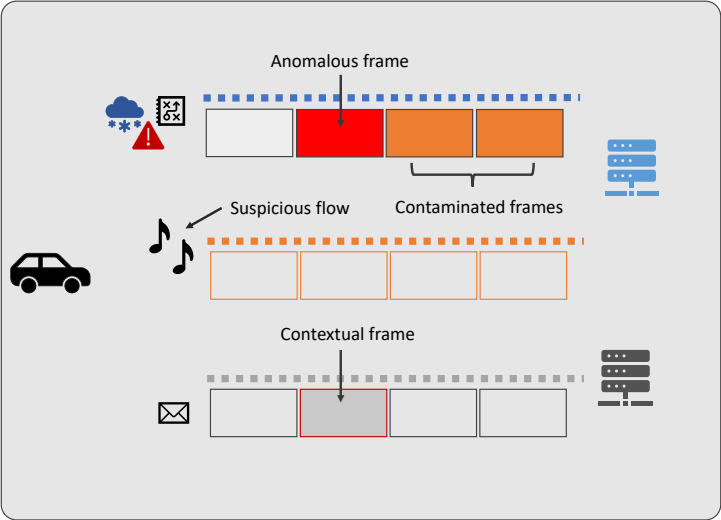 Anomalous frame
Suspicious flow
Contaminated frames
Contextual frame